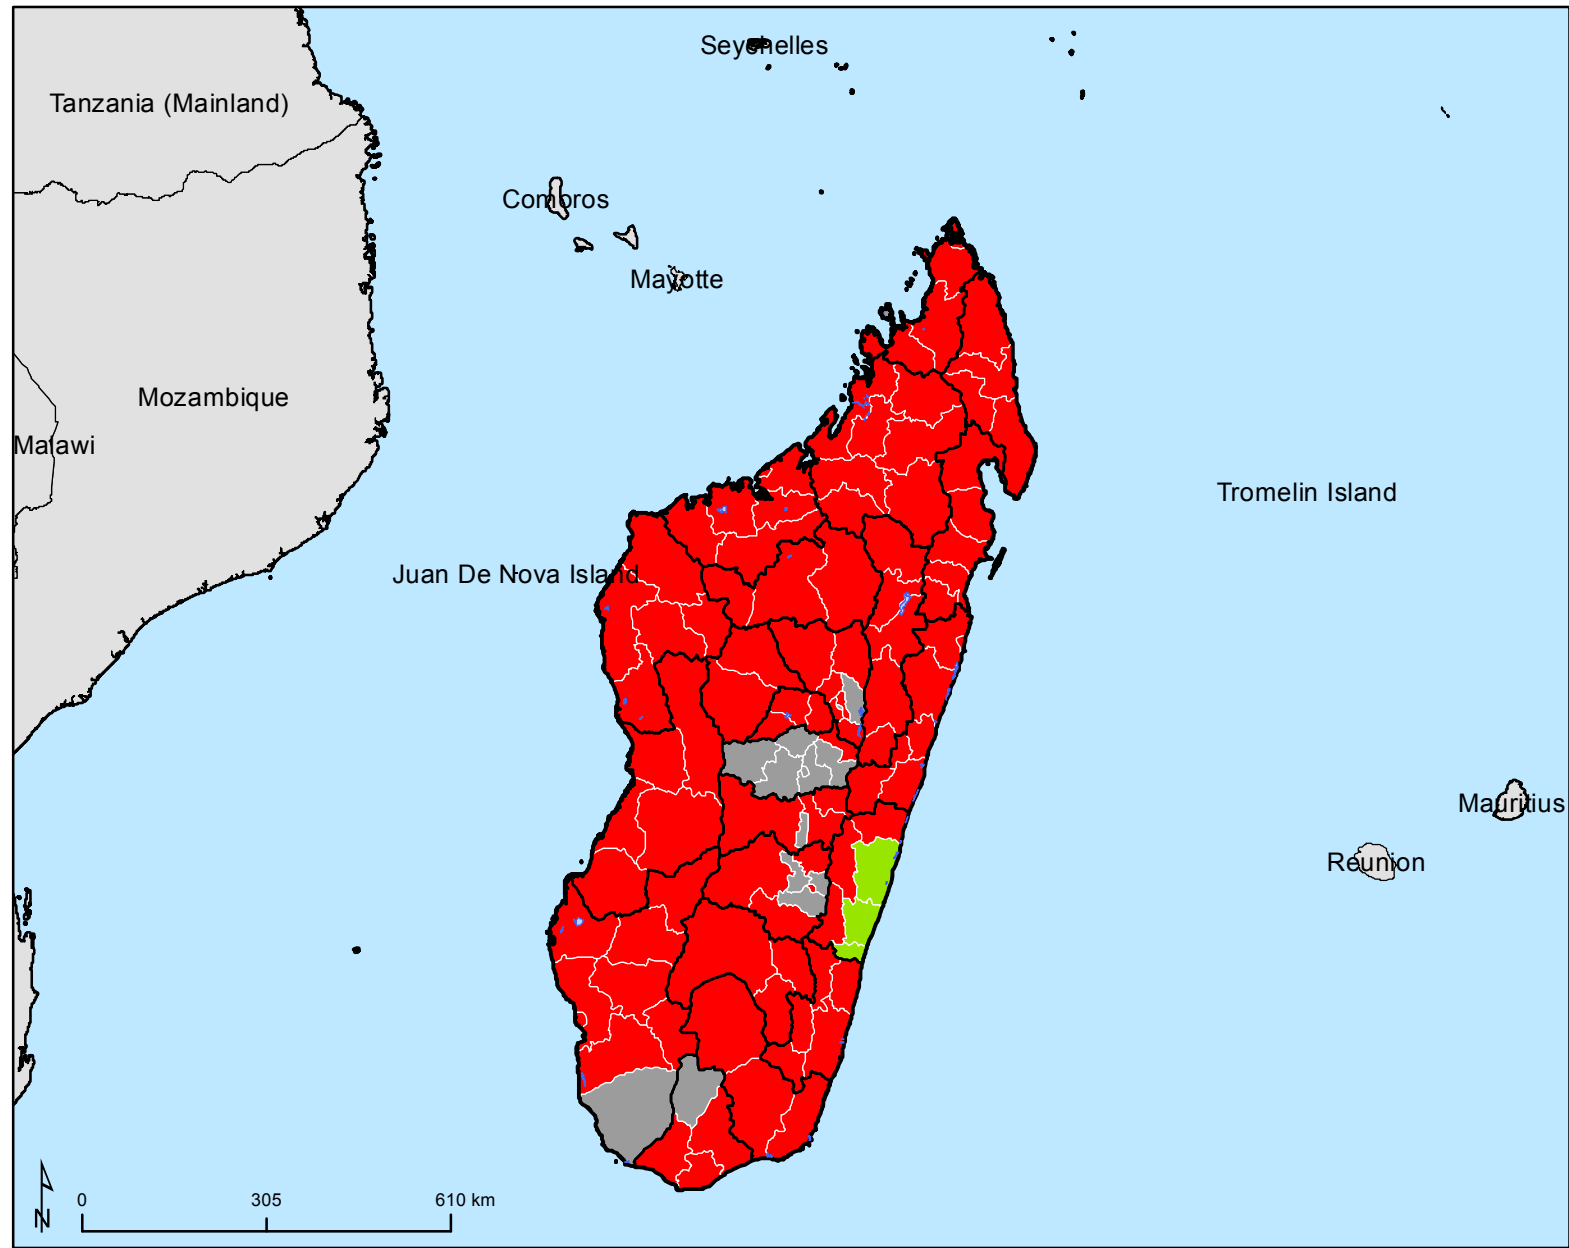 Seychelles
Tanzania (Mainland)
Comoros
Mayotte
Mozambique
Malawi
Tromelin Island
Juan De Nova Island
Mauritius
Reunion
N
0 305 610 km